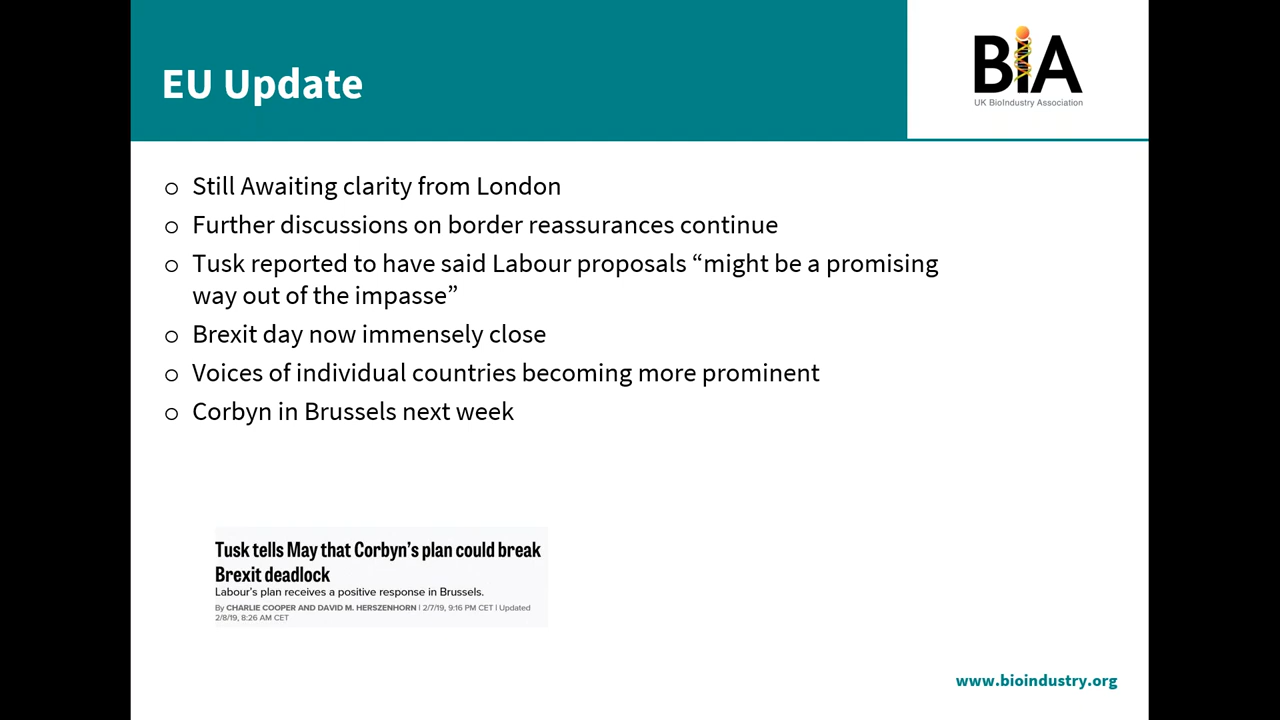 EU Update
BiA
UK BioIndustry Association
o Still Awaiting clarity from London
o Further discussions on border reassurances continue
o Tusk reported to have said Labour proposals “might be a promising
way out of the impasse”
o Brexit day now immensely close
o Voices of individual countries becoming more prominent
o Corbyn in Brussels next week
Tusk tells May that Corbyn’s plan could break
Brexit deadlock
Labour’s plan receives a positive response in Brussels.
By CHARLIE COOPER AND DAVID M. HERSZENHORN | 2/7/19, 9:16 PM CET | Updated
2/8/19, 8:26 AM CET
www.bioindustry.org